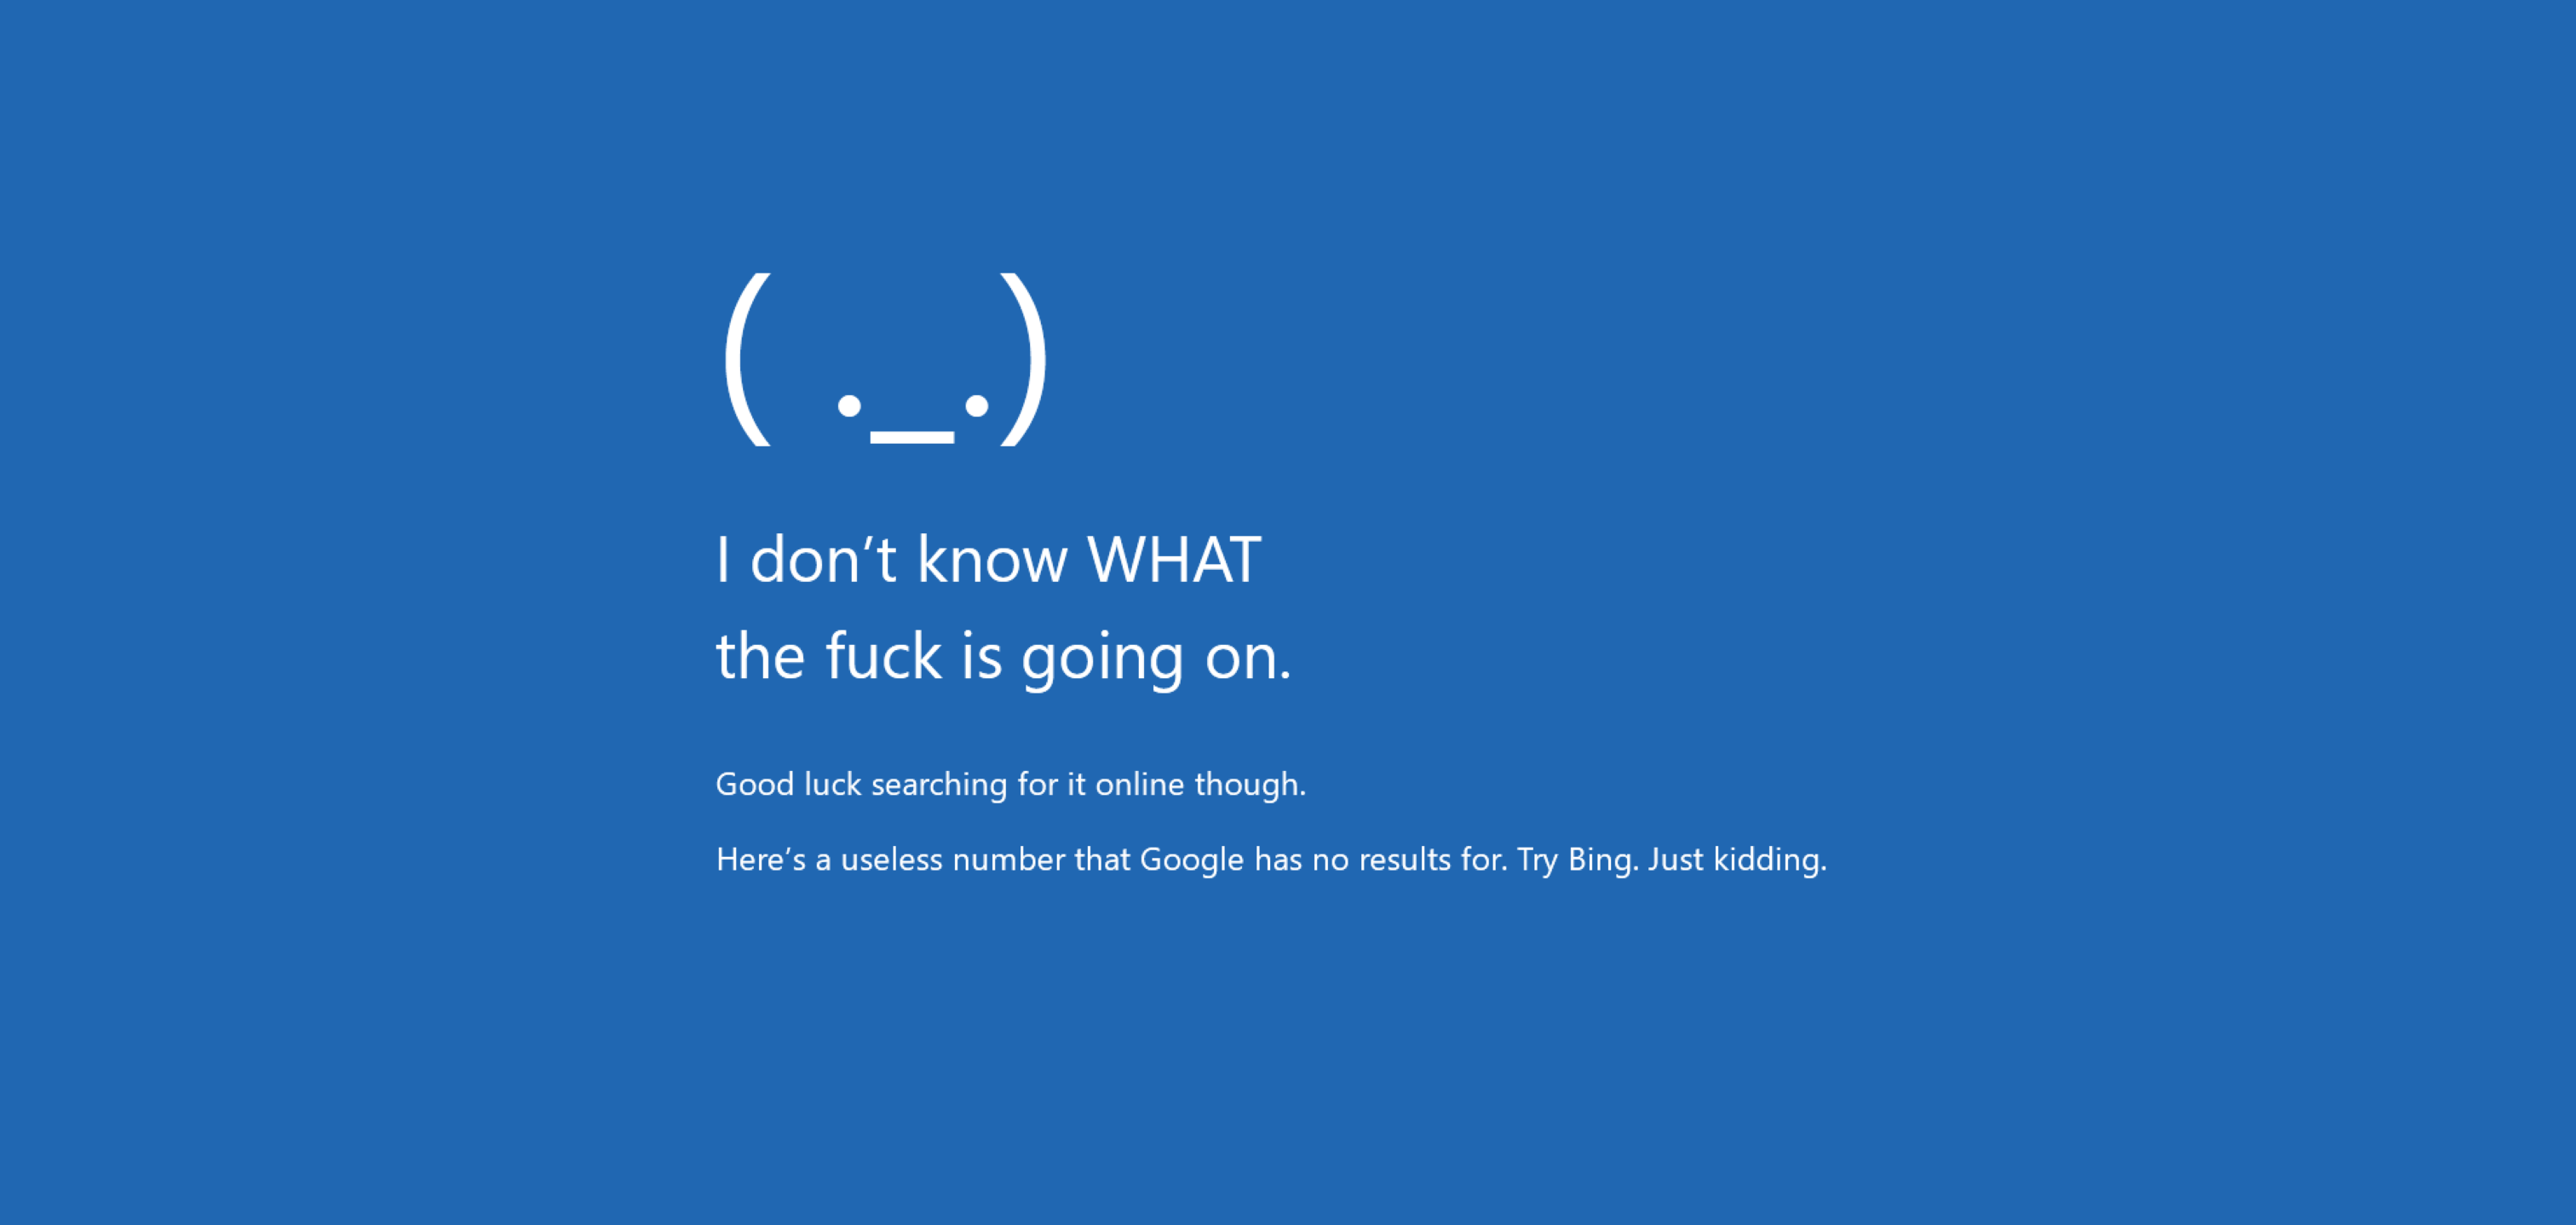 ( ._.)
I don’t know WHAT
the fuck is going on.
Good luck searching for it online though.
Here’s a useless number that Google has no results for. Try Bing. Just kidding.